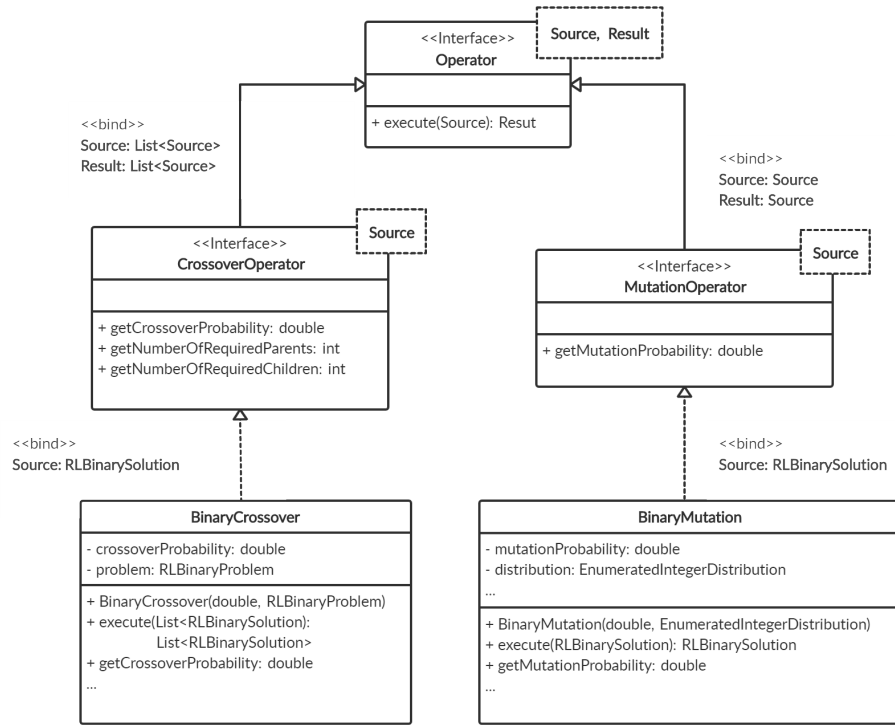 <<Interface>>
Operator
Source, Result
+ execute(Source): Resut
<<bind>>
Source: List<Source>
Result: List<Source>
<<bind>>
Source: Source
Result: Source
<<Interface>>
CrossoverOperator
Source
+ getCrossoverProbability: double
+ getNumberOfRequiredParents: int
+ getNumberOfRequiredChildren: int
<<Interface>>
MutationOperator
Source
+ getMutationProbability: double
<<bind>>
Source: RLBinarySolution
<<bind>>
Source: RLBinarySolution
BinaryCrossover
- crossoverProbability: double
- problem: RLBinaryProblem
+ BinaryCrossover(double, RLBinaryProblem)
+ execute(List<RLBinarySolution):
List<RLBinarySolution>
+ getCrossoverProbability: double
...
BinaryMutation
- mutationProbability: double
- distribution: EnumeratedIntegerDistribution
...
+ BinaryMutation(double, EnumeratedIntegerDistribution)
+ execute(RLBinarySolution): RLBinarySolution
+ getMutationProbability: double
...